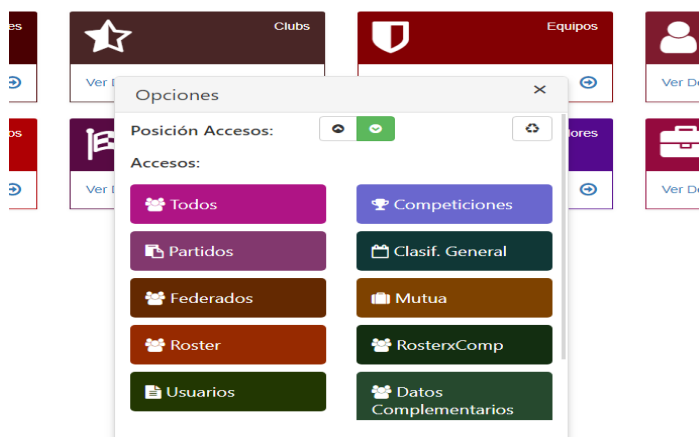 es
Clubs
Equipos
Ver D
Ver De
Opciones
×
Posición Accesos:
os
ores
Accesos:
Ver D
Ver De
Todos
Competiciones
Partidos
Clasif. General
Federados
Mutua
Roster
RosterxComp
Usuarios
Datos
Complementarios